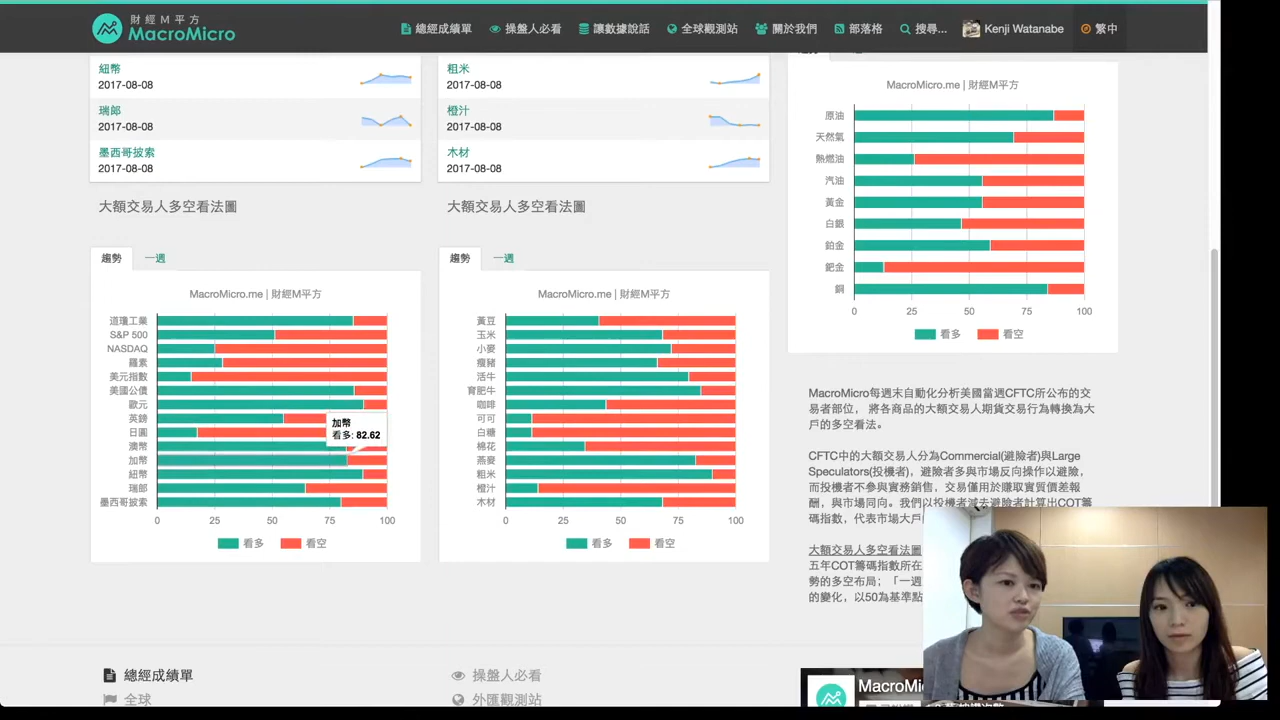 財經M平方
MacroMicro
總經成績單
操盤人必看
讓數據說話
全球觀測站
關於我們
部落格
搜尋...
Kenji Watanabe
繁中
紐幣
2017-08-08
瑞郎
2017-08-08
墨西哥披索
2017-08-08
大額交易人多空看法圖
趨勢
一週
MacroMicro.me | 財經M平方
道瓊工業
S&P 500
NASDAQ
羅素
美元指數
美國公債
歐元
英鎊
日圓
澳幣
加幣
紐幣
瑞郎
墨西哥披索
加幣
看多: 82.62
0 25 50 75 100
看多 看空
粗米
2017-08-08
橙汁
2017-08-08
木材
2017-08-08
大額交易人多空看法圖
趨勢
一週
MacroMicro.me | 財經M平方
黃豆
玉米
小麥
瘦豬
活牛
育肥牛
咖啡
可可
白糖
棉花
燕麥
粗米
橙汁
木材
0 25 50 75 100
看多 看空
MacroMicro.me | 財經M平方
原油
天然氣
熱燃油
汽油
黃金
白銀
鉑金
鈀金
銅
0 25 50 75 100
看多 看空
MacroMicro每週末自動化分析美國當週CFTC所公布的交
易者部位，將各商品的大額交易人期貨交易行為轉換為大
戶的多空看法。
CFTC中的大額交易人分為Commercial(避險者)與Large
Speculators(投機者)，避險者多與市場反向操作以避險，
而投機者不參與實務銷售，交易僅用於賺取實質價差報
酬，與市場同向。我們以投機者減去避險者計算出COT籌
碼指數，代表市場大戶
大額交易人多空看法圖
五年COT籌碼指數所在
勢的多空布局；「一週
的變化，以50為基準點
總經成績單
全球
操盤人必看
外匯觀測站
MacroMi